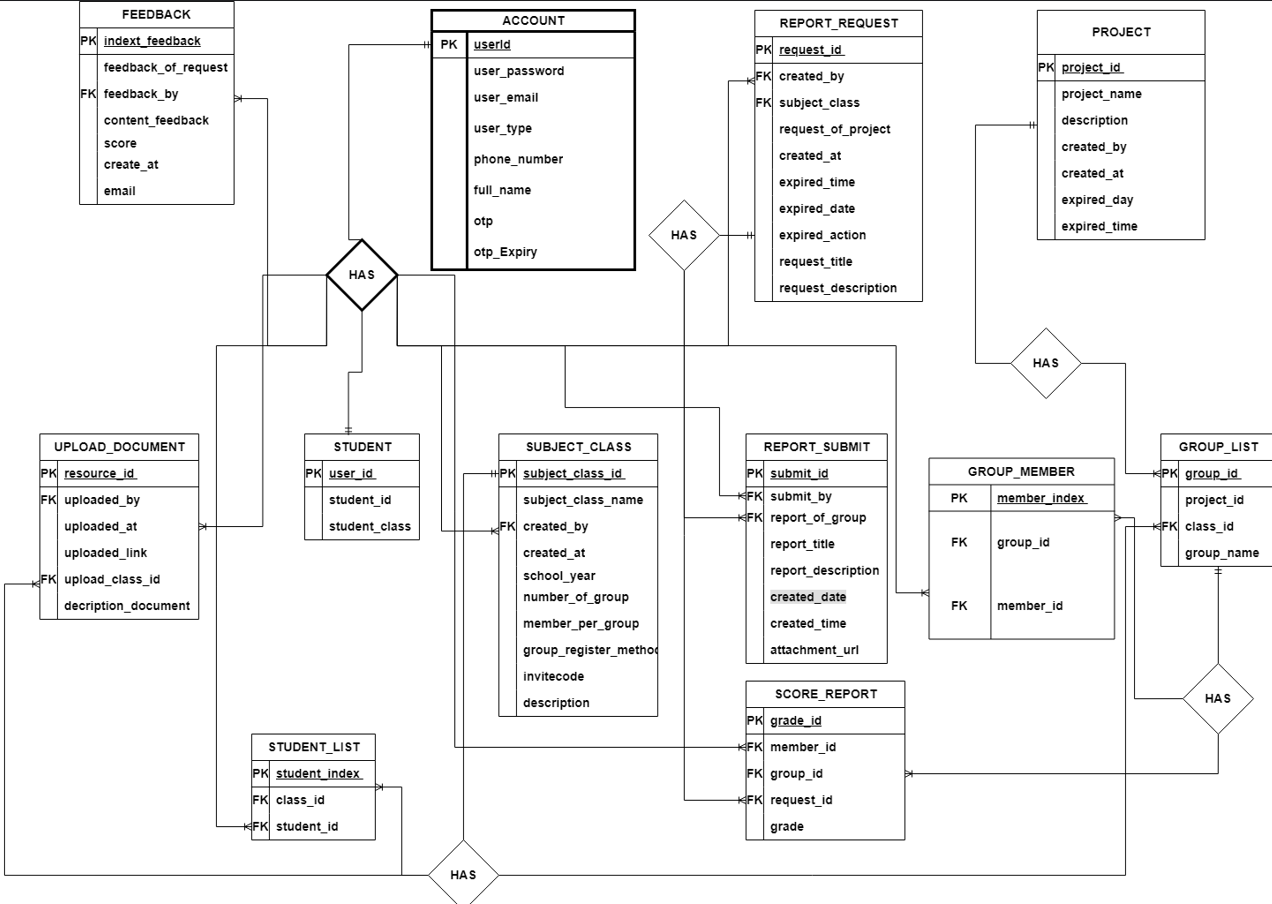 FEEDBACK
PK indext_feedback
feedback_of_request
FK feedback_by
content_feedback
score
create_at
email
ACCOUNT
PK userId
user_password
user_email
user_type
phone_number
full_name
otp
otp_Expiry
REPORT_REQUEST
PK request_id
FK created_by
FK subject_class
request_of_project
created_at
expired_time
expired_date
expired_action
request_title
request_description
PROJECT
PK project_id
project_name
description
created_by
created_at
expired_day
expired_time
HAS
HAS
HAS
UPLOAD_DOCUMENT
PK resource_id
FK uploaded_by
uploaded_at
uploaded_link
FK upload_class_id
decription_document
STUDENT
PK user_id
student_id
student_class
SUBJECT_CLASS
PK subject_class_id
subject_class_name
FK created_by
created_at
school_year
number_of_group
member_per_group
group_register_method
invitecode
description
REPORT_SUBMIT
PK submit_id
FK submit_by
FK report_of_group
report_title
report_description
created_date
created_time
attachment_url
GROUP_MEMBER
PK member_index
FK group_id
FK member_id
GROUP_LIST
PK group_id
project_id
FK class_id
group_name
HAS
SCORE_REPORT
PK grade_id
FK member_id
FK group_id
FK request_id
grade
STUDENT_LIST
PK student_index
FK class_id
FK student_id
HAS